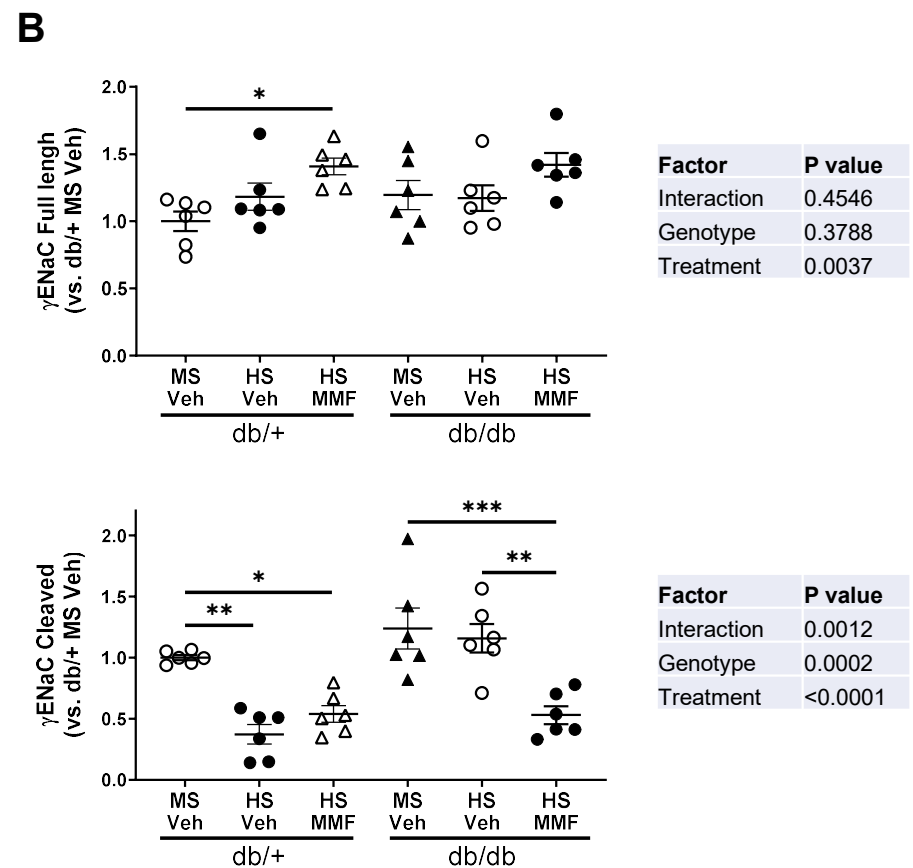 B
γENaC Full lengh
(vs. db/+ MS Veh)
2.0
1.5
1.0
0.5
0.0
*
MS HS HS MS HS HS
Veh Veh MMF Veh Veh MMF
db/+ db/db
Factor P value
Interaction 0.4546
Genotype 0.3788
Treatment 0.0037
γENaC Cleaved
(vs. db/+ MS Veh)
2.0
1.5
1.0
0.5
0.0
***
**
*
**
MS HS HS MS HS HS
Veh Veh MMF Veh Veh MMF
db/+ db/db
Factor P value
Interaction 0.0012
Genotype 0.0002
Treatment <0.0001